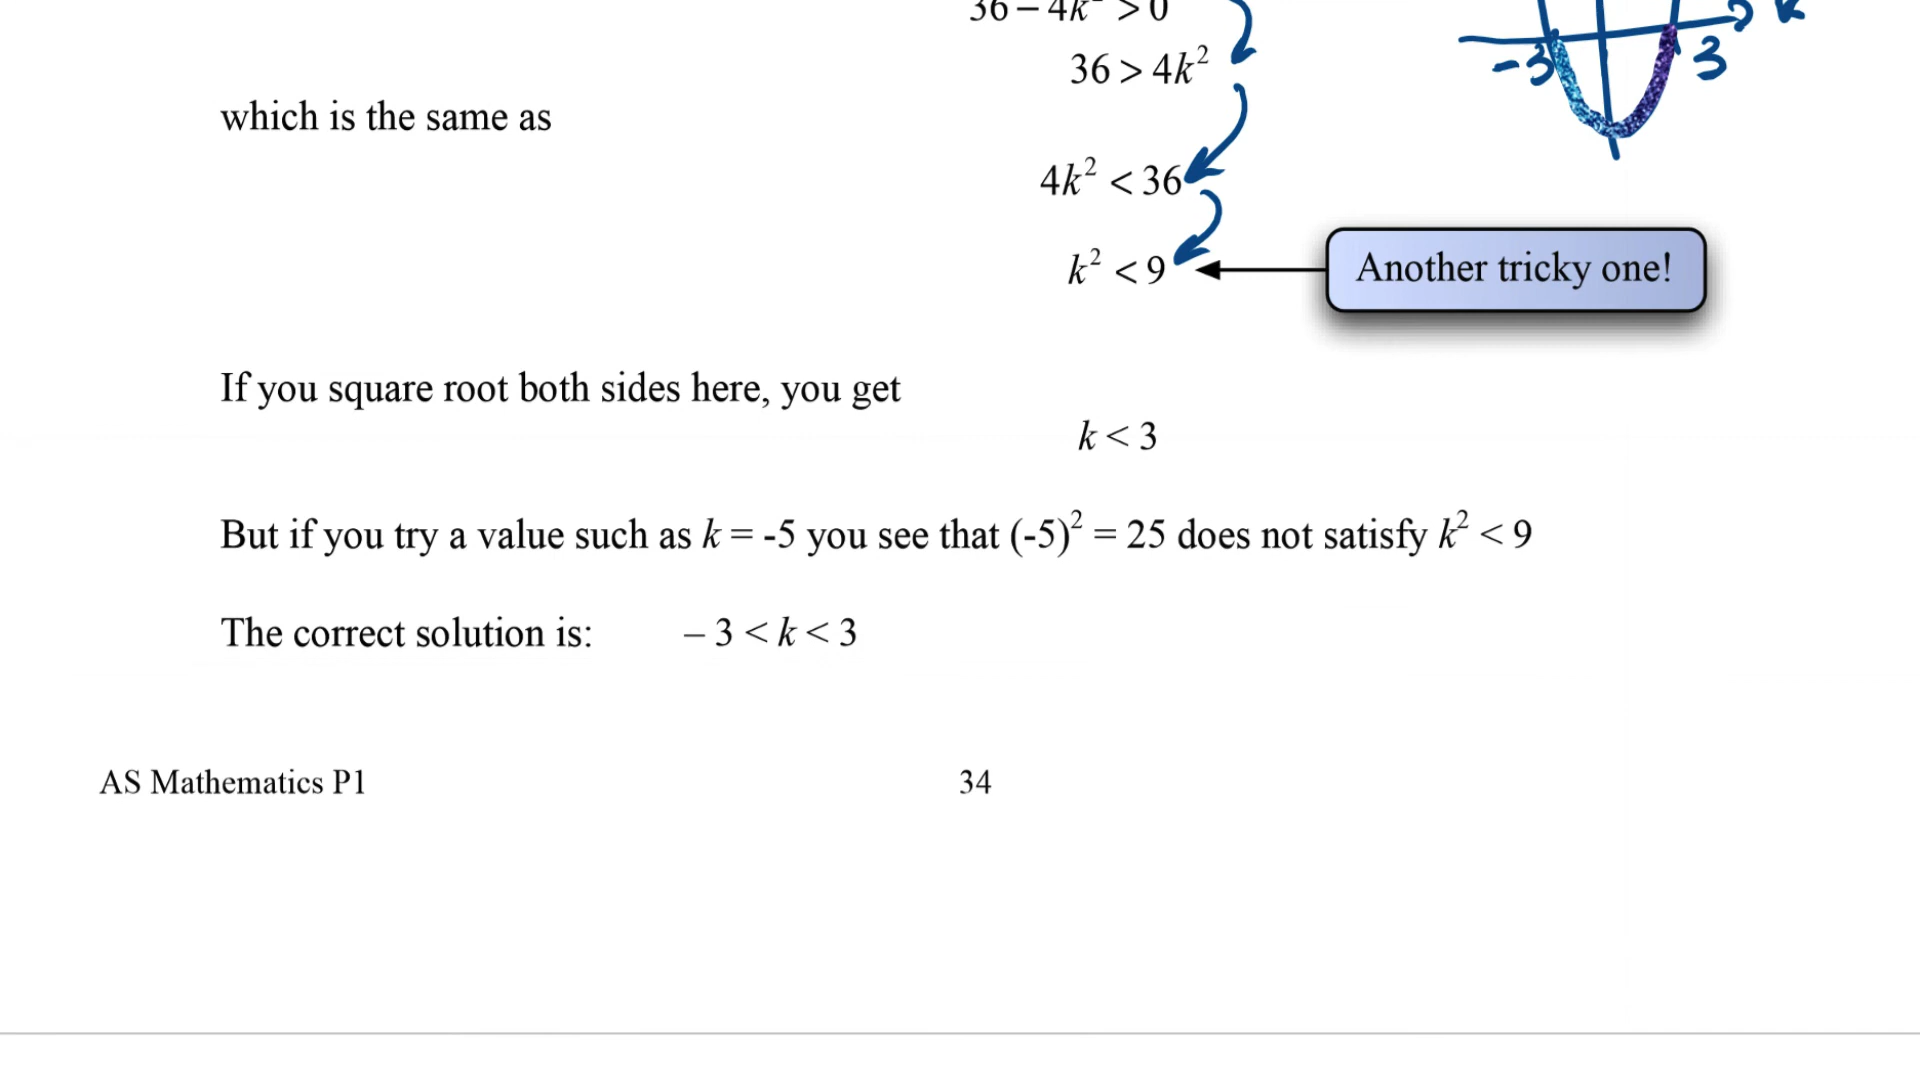 36 – 4k² > 0
k
36 > 4k²
-3
3
which is the same as
4k² < 36
k² < 9
Another tricky one!
If you square root both sides here, you get
k < 3
But if you try a value such as k = -5 you see that (-5)² = 25 does not satisfy k² < 9
The correct solution is: – 3 < k < 3
AS Mathematics P1
34